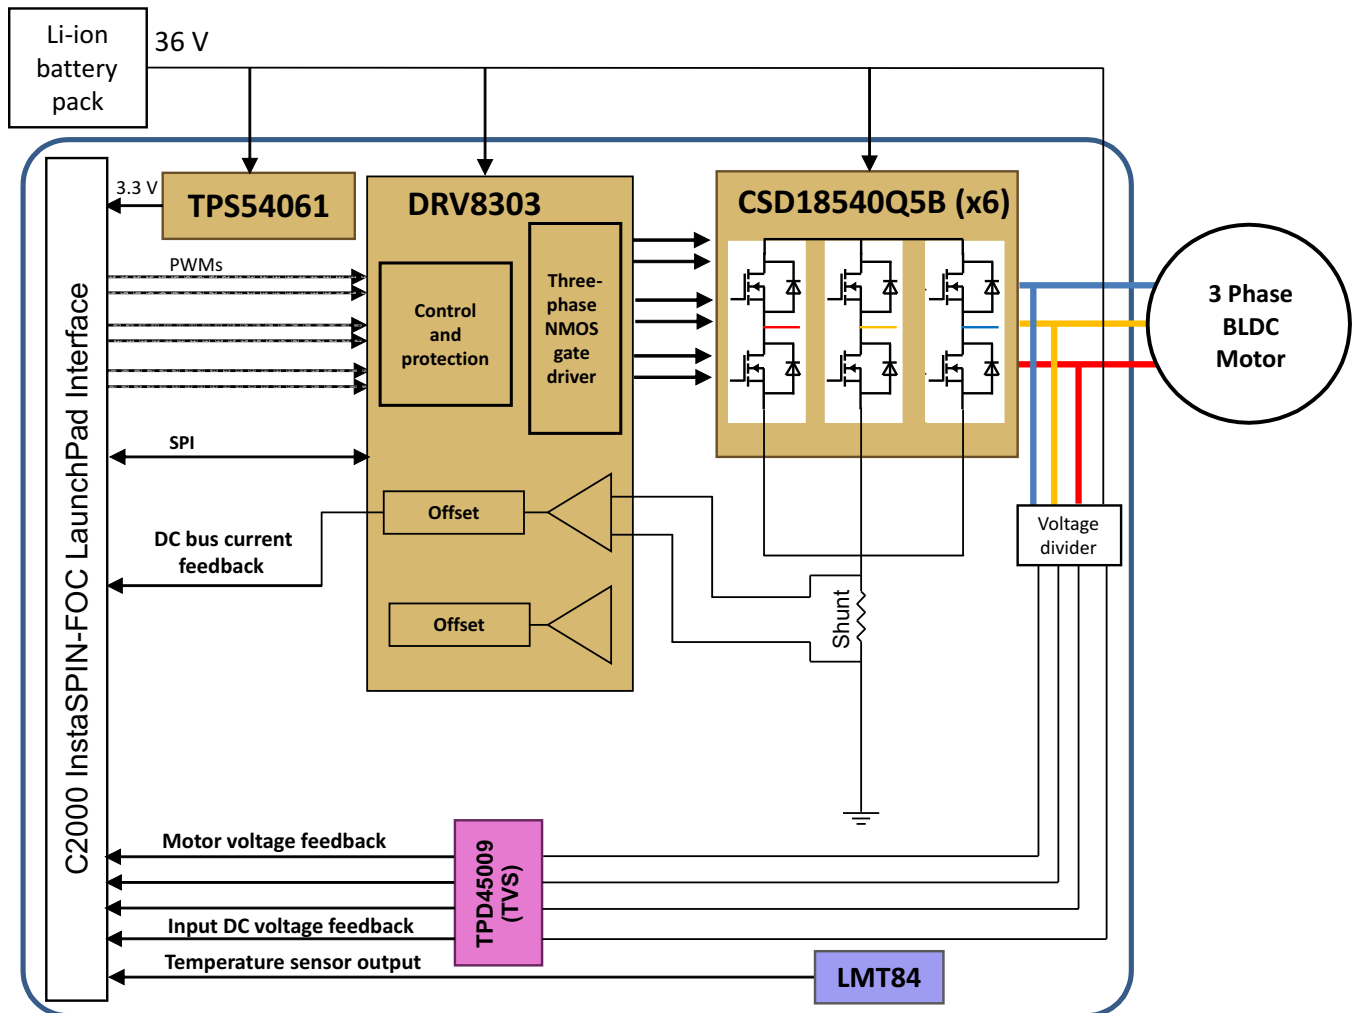 Li-ion
battery
pack
36 V
3.3 V
TPS54061
DRV8303
CSD18540Q5B (x6)
PWMs
Control
and
protection
Three-
phase
NMOS
gate
driver
3 Phase
BLDC
Motor
C2000 InstaSPIN-FOC LaunchPad Interface
SPI
Offset
DC bus current
feedback
Voltage
divider
Offset
Shunt
Motor voltage feedback
TPD45009
(TVS)
Input DC voltage feedback
Temperature sensor output
LMT84